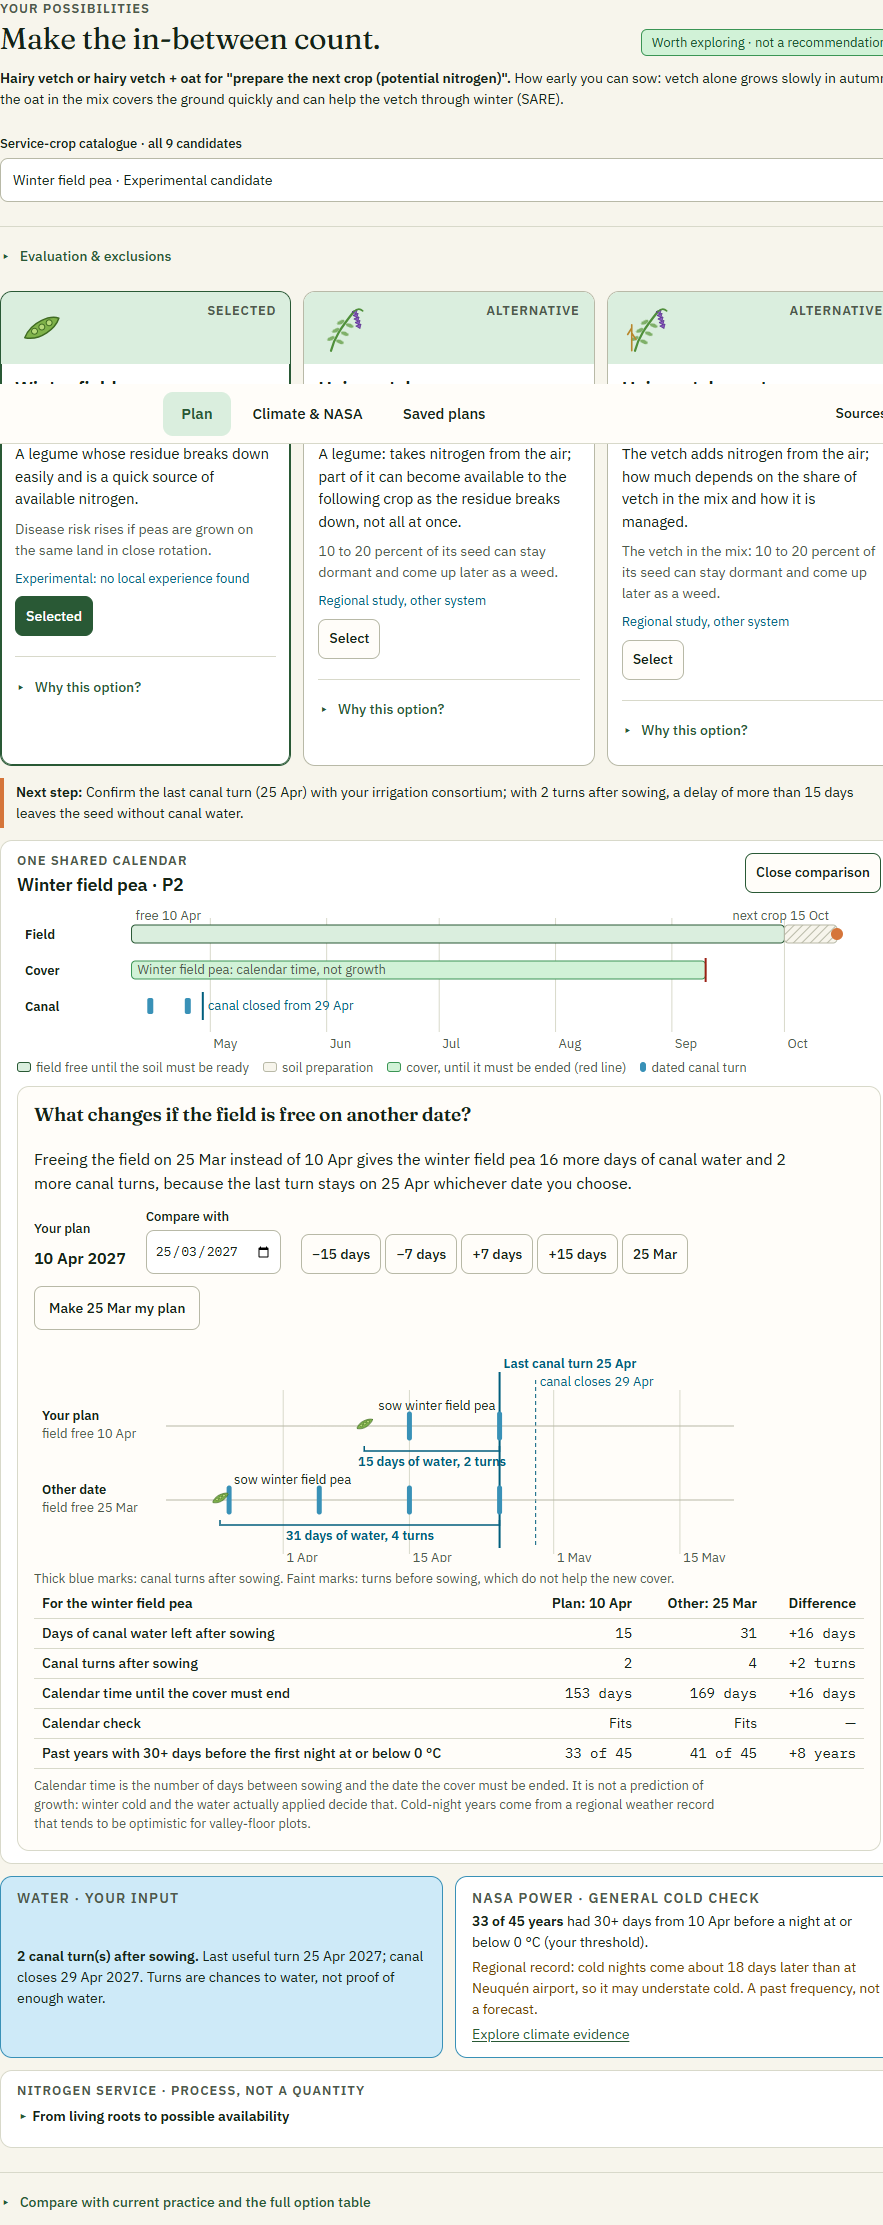 YOUR POSSIBILITIES
Make the in-between count.
Worth exploring · not a recommendation
Hairy vetch or hairy vetch + oat for "prepare the next crop (potential nitrogen)". How early you can sow: vetch alone grows slowly in autumn
the oat in the mix covers the ground quickly and can help the vetch through winter (SARE).
Service-crop catalogue · all 9 candidates
Winter field pea · Experimental candidate
Evaluation & exclusions
SELECTED
ALTERNATIVE
ALTERNATIVE
Plan
Climate & NASA
Saved plans
Sources
A legume whose residue breaks down
easily and is a quick source of
available nitrogen.
Disease risk rises if peas are grown on
the same land in close rotation.
Experimental: no local experience found
Selected
Why this option?
A legume: takes nitrogen from the air;
part of it can become available to the
following crop as the residue breaks
down, not all at once.
10 to 20 percent of its seed can stay
dormant and come up later as a weed.
Regional study, other system
Select
Why this option?
The vetch adds nitrogen from the air;
how much depends on the share of
vetch in the mix and how it is
managed.
The vetch in the mix: 10 to 20 percent of
its seed can stay dormant and come up
later as a weed.
Regional study, other system
Select
Why this option?
Next step: Confirm the last canal turn (25 Apr) with your irrigation consortium; with 2 turns after sowing, a delay of more than 15 days
leaves the seed without canal water.
ONE SHARED CALENDAR
Winter field pea · P2
Close comparison
free 10 Apr
next crop 15 Oct
Field
Cover
Winter field pea: calendar time, not growth
Canal
canal closed from 29 Apr
May
Jun
Jul
Aug
Sep
Oct
field free until the soil must be ready
soil preparation
cover, until it must be ended (red line)
dated canal turn
What changes if the field is free on another date?
Freeing the field on 25 Mar instead of 10 Apr gives the winter field pea 16 more days of canal water and 2
more canal turns, because the last turn stays on 25 Apr whichever date you choose.
Your plan
10 Apr 2027
Compare with
25/03/2027
−15 days
−7 days
+7 days
+15 days
25 Mar
Make 25 Mar my plan
Last canal turn 25 Apr
canal closes 29 Apr
Your plan
field free 10 Apr
sow winter field pea
15 days of water, 2 turns
Other date
field free 25 Mar
sow winter field pea
31 days of water, 4 turns
1 Apr
15 Apr
1 May
15 May
Thick blue marks: canal turns after sowing. Faint marks: turns before sowing, which do not help the new cover.
For the winter field pea Plan: 10 Apr Other: 25 Mar Difference
Days of canal water left after sowing 15 31 +16 days
Canal turns after sowing 2 4 +2 turns
Calendar time until the cover must end 153 days 169 days +16 days
Calendar check Fits Fits —
Past years with 30+ days before the first night at or below 0 °C 33 of 45 41 of 45 +8 years
Calendar time is the number of days between sowing and the date the cover must be ended. It is not a prediction of
growth: winter cold and the water actually applied decide that. Cold-night years come from a regional weather record
that tends to be optimistic for valley-floor plots.
WATER · YOUR INPUT
2 canal turn(s) after sowing. Last useful turn 25 Apr 2027; canal
closes 29 Apr 2027. Turns are chances to water, not proof of
enough water.
NASA POWER · GENERAL COLD CHECK
33 of 45 years had 30+ days from 10 Apr before a night at or
below 0 °C (your threshold).
Regional record: cold nights come about 18 days later than at
Neuquén airport, so it may understate cold. A past frequency, not
a forecast.
Explore climate evidence
NITROGEN SERVICE · PROCESS, NOT A QUANTITY
From living roots to possible availability
Compare with current practice and the full option table